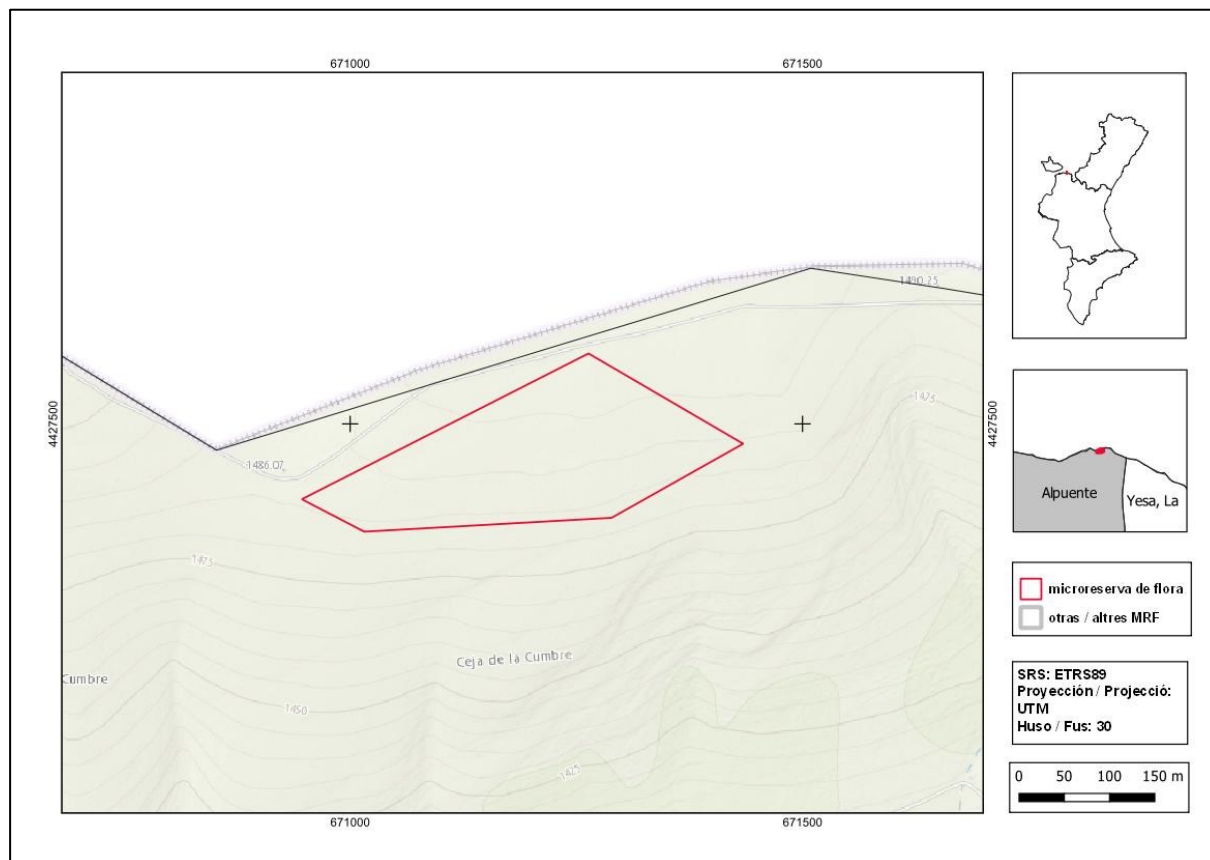 671000
671500
4427500
4427500
1490.25
1475
1486.07
1475
Ceja de la Cumbre
Cumbre
1450
1425
671000
671500
Alpuente
Yesa, La
microreserva de flora
otras / altres MRF
SRS: ETRS89
Proyección / Projecció:
UTM
Huso / Fus: 30
0 50 100 150 m